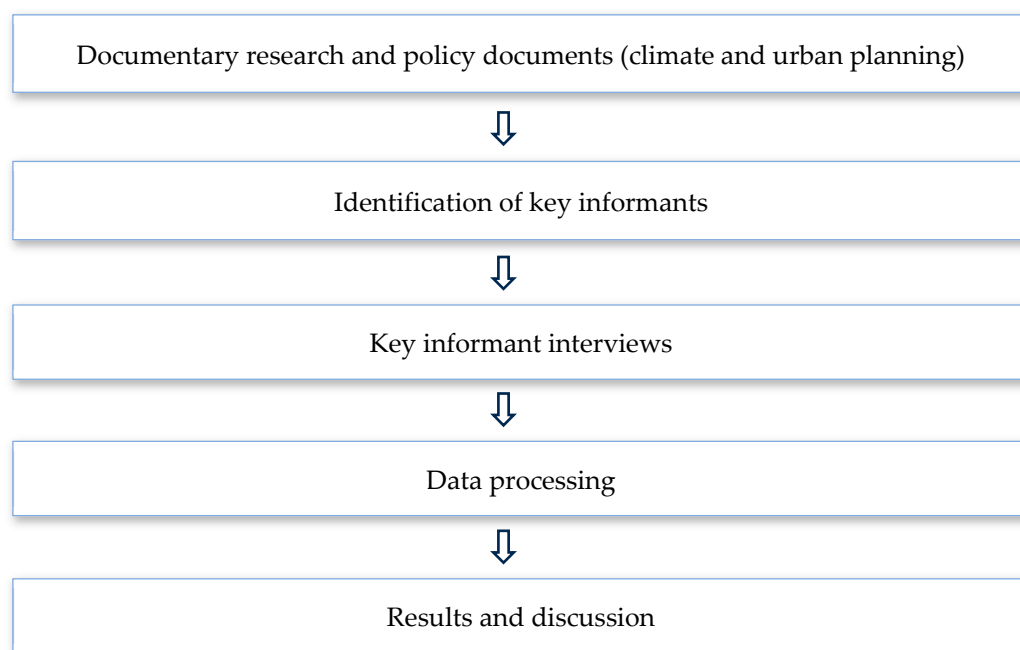 Documentary research and policy documents (climate and urban planning)
Identification of key informants
Key informant interviews
Data processing
Results and discussion